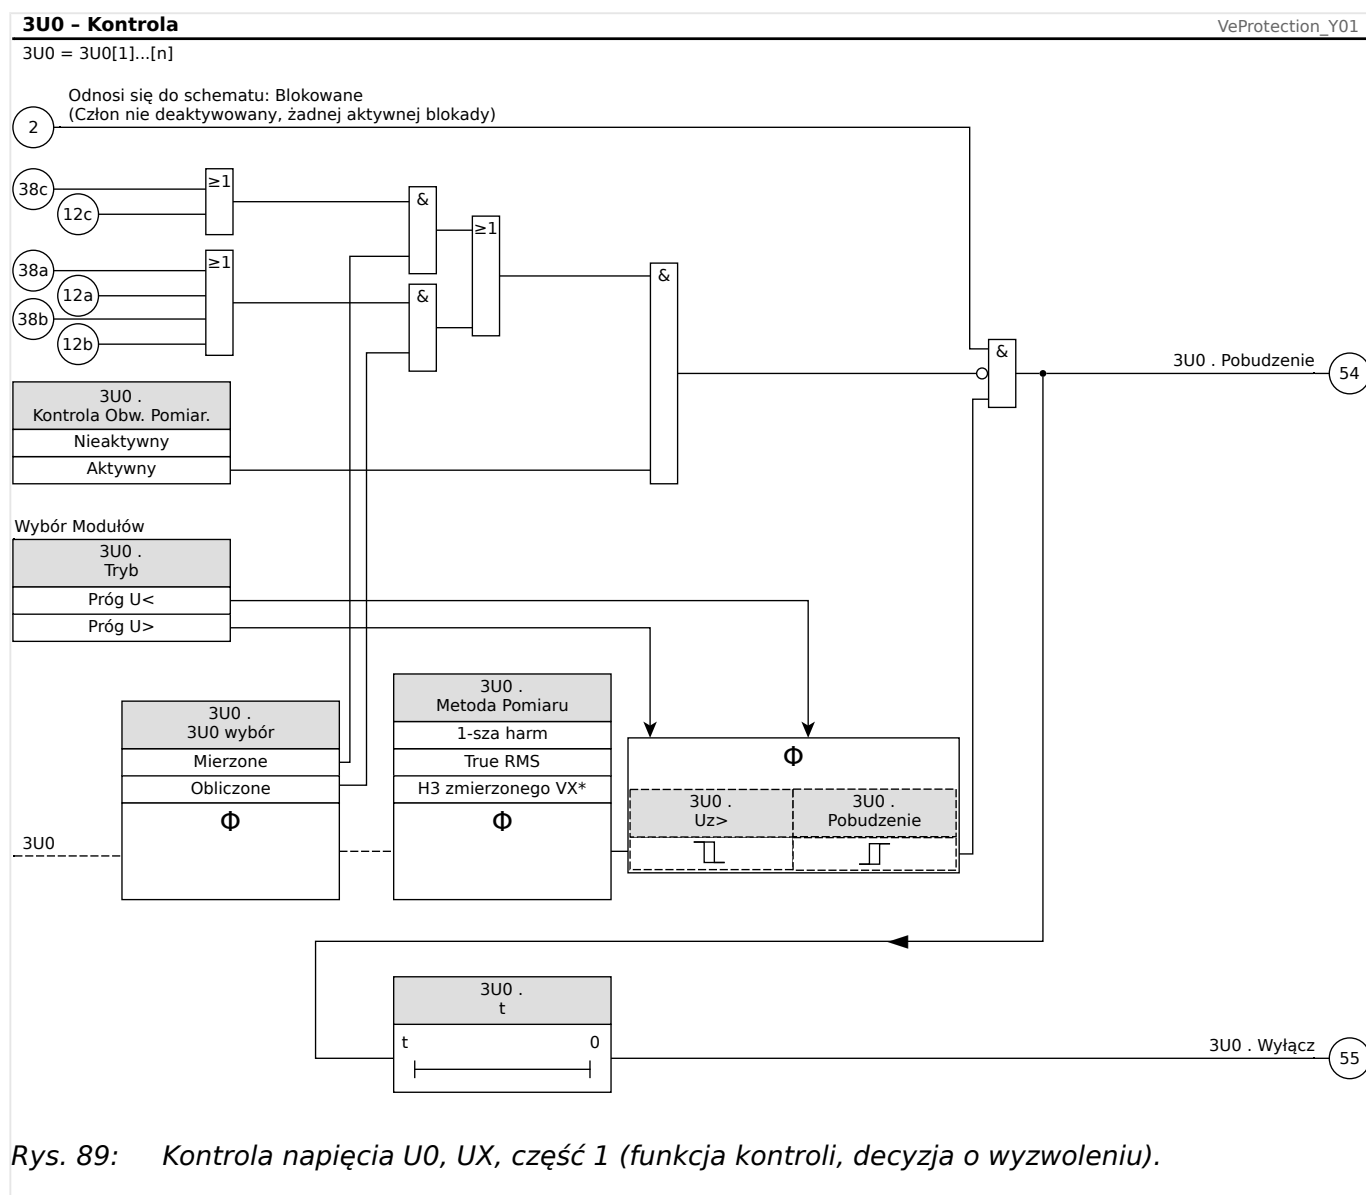 3U0 – Kontrola
VeProtection_Y01
3U0 = 3U0[1]...[n]
Odnosi się do schematu: Blokowane
(Człon nie deaktywowany, żadnej aktywnej blokady)
2
38c
12c
≥1
&
≥1
38a
12a
38b
12b
≥1
&
&
&
3U0 . Pobudzenie
54
3U0 .
Kontrola Obw. Pomiar.
Nieaktywny
Aktywny
Wybór Modułów
3U0 .
Tryb
Próg U<
Próg U>
3U0 .
3U0 wybór
Mierzone
Obliczone
Φ
3U0
3U0 .
Metoda Pomiaru
1-sza harm
True RMS
H3 zmierzonego VX*
Φ
Φ
3U0 .
Uz>
3U0 .
Pobudzenie
3U0 .
t
t 0
3U0 . Wyłącz
55
Rys. 89: Kontrola napięcia U0, UX, część 1 (funkcja kontroli, decyzja o wyzwoleniu).